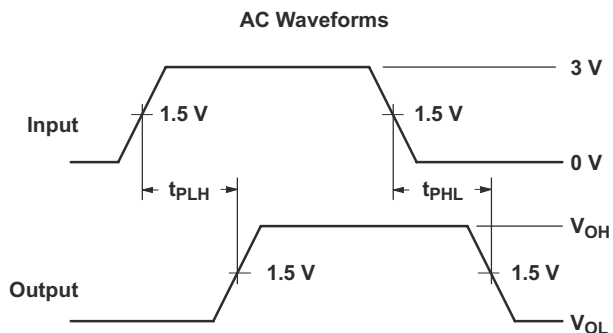 AC Waveforms
3 V
Input
1.5 V
1.5 V
0 V
tPLH
tPHL
VOH
Output
1.5 V
1.5 V
VOL